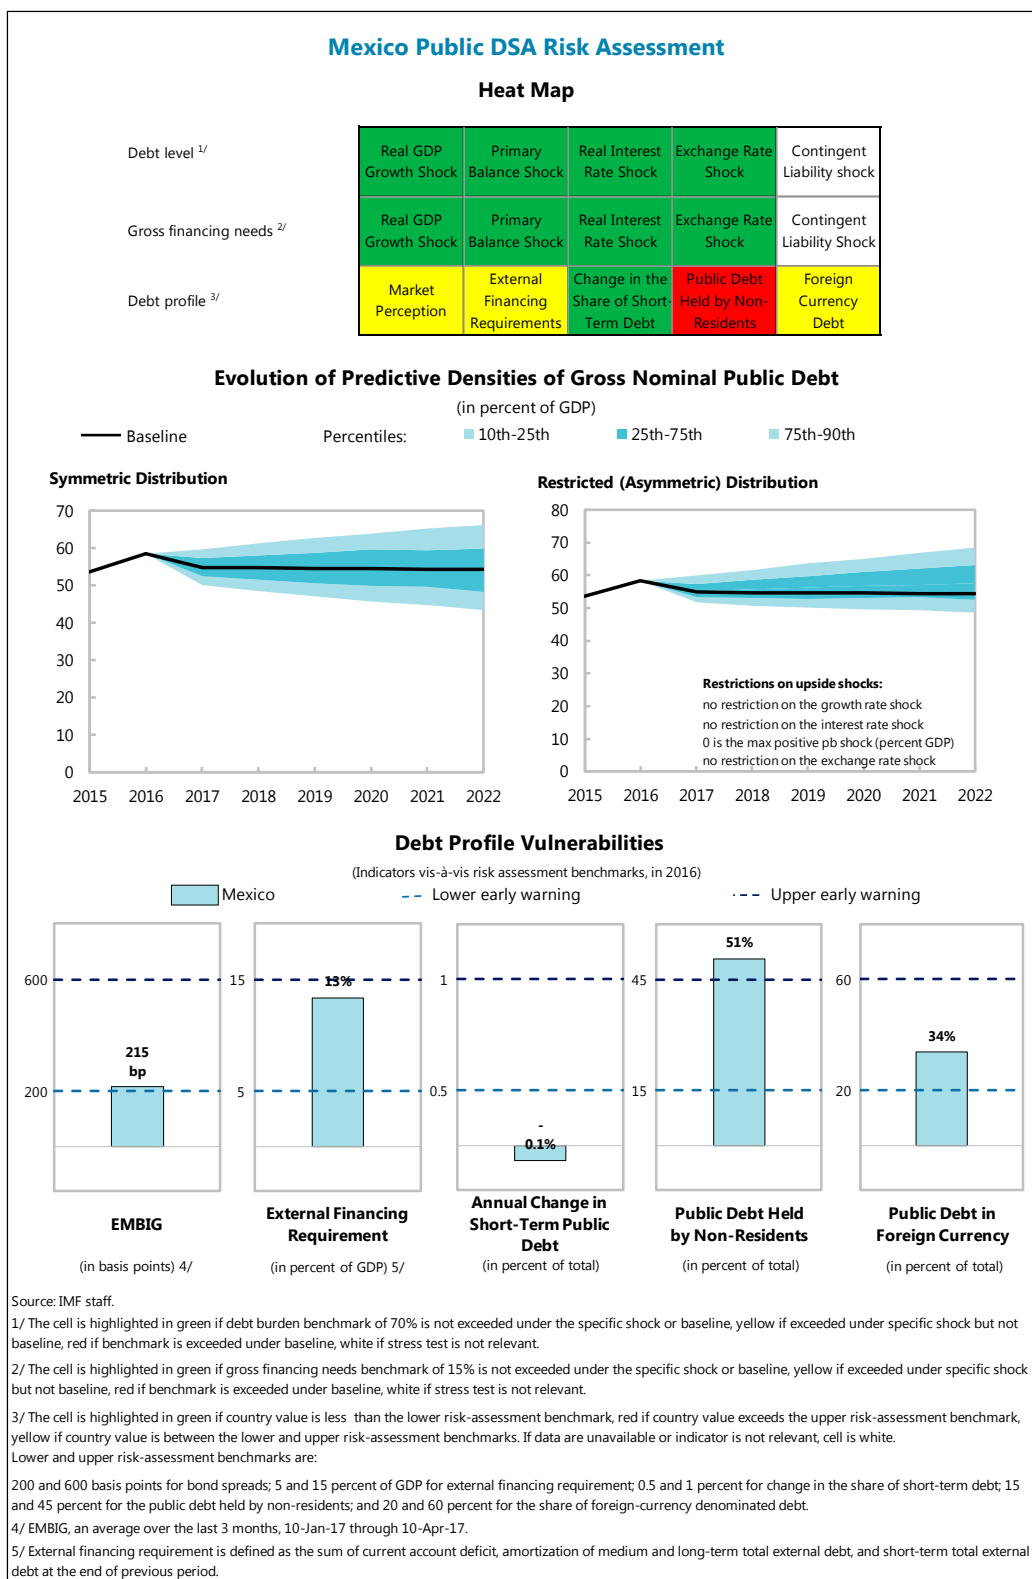 Mexico Public DSA Risk Assessment
Heat Map
Debt level 1/
Real GDP Growth Shock
Primary Balance Shock
Real Interest Rate Shock
Exchange Rate Shock
Contingent Liability shock
Gross financing needs 2/
Real GDP Growth Shock
Primary Balance Shock
Real Interest Rate Shock
Exchange Rate Shock
Contingent Liability Shock
Debt profile 3/
Market Perception
External Financing Requirements
Change in the Share of Short-Term Debt
Public Debt Held by Non-Residents
Foreign Currency Debt
Evolution of Predictive Densities of Gross Nominal Public Debt
(in percent of GDP)
Baseline
Percentiles:
10th-25th
25th-75th
75th-90th
Symmetric Distribution
70
60
50
40
30
20
10
0
2015 2016 2017 2018 2019 2020 2021 2022
Restricted (Asymmetric) Distribution
80
70
60
50
40
30
20
10
0
Restrictions on upside shocks:
no restriction on the growth rate shock
no restriction on the interest rate shock
0 is the max positive pb shock (percent GDP)
no restriction on the exchange rate shock
2015 2016 2017 2018 2019 2020 2021 2022
Debt Profile Vulnerabilities
(Indicators vis-à-vis risk assessment benchmarks, in 2016)
Mexico
Lower early warning
Upper early warning
600
200
215
bp
EMBIG
(in basis points) 4/
15
5
13%
External Financing
Requirement
(in percent of GDP) 5/
1
0.5
-
0.1%
Annual Change in
Short-Term Public
Debt
(in percent of total)
45
15
51%
Public Debt Held
by Non-Residents
(in percent of total)
60
20
34%
Public Debt in
Foreign Currency
(in percent of total)
Source: IMF staff.
1/ The cell is highlighted in green if debt burden benchmark of 70% is not exceeded under the specific shock or baseline, yellow if exceeded under specific shock but not
baseline, red if benchmark is exceeded under baseline, white if stress test is not relevant.
2/ The cell is highlighted in green if gross financing needs benchmark of 15% is not exceeded under the specific shock or baseline, yellow if exceeded under specific shock
but not baseline, red if benchmark is exceeded under baseline, white if stress test is not relevant.
3/ The cell is highlighted in green if country value is less than the lower risk-assessment benchmark, red if country value exceeds the upper risk-assessment benchmark,
yellow if country value is between the lower and upper risk-assessment benchmarks. If data are unavailable or indicator is not relevant, cell is white.
Lower and upper risk-assessment benchmarks are:
200 and 600 basis points for bond spreads; 5 and 15 percent of GDP for external financing requirement; 0.5 and 1 percent for change in the share of short-term debt; 15
and 45 percent for the public debt held by non-residents; and 20 and 60 percent for the share of foreign-currency denominated debt.
4/ EMBIG, an average over the last 3 months, 10-Jan-17 through 10-Apr-17.
5/ External financing requirement is defined as the sum of current account deficit, amortization of medium and long-term total external debt, and short-term total external
debt at the end of previous period.